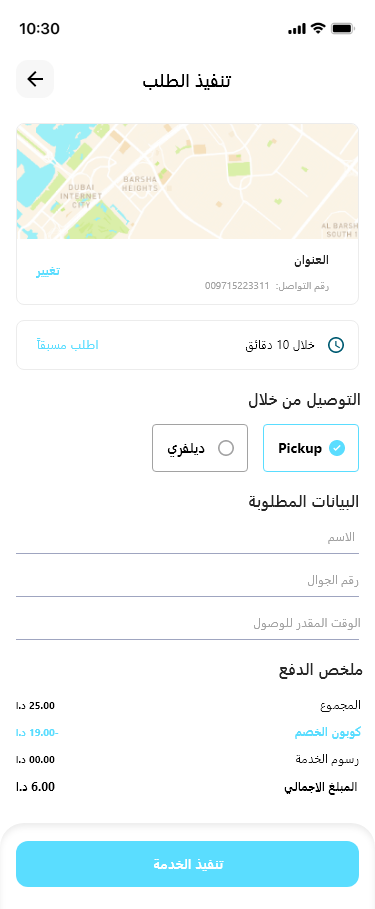 10:30
تنفيذ الطلب
DUBAI
INTERNET
CITY
BARSHA
HEIGHTS
AL BARSH
SOUTH 1
العنوان
تغيير
رقم التواصل: 009715223311
خلال 10 دقائق
اطلب مسبقاً
التوصيل من خلال
Pickup
ديلفري
البيانات المطلوبة
الاسم
رقم الجوال
الوقت المقدر للوصول
ملخص الدفع
المجموع 25.00 د.ا
كوبون الخصم -19.00 د.ا
رسوم الخدمة 00.00 د.ا
المبلغ الاجمالي 6.00 د.ا
تنفيذ الخدمة